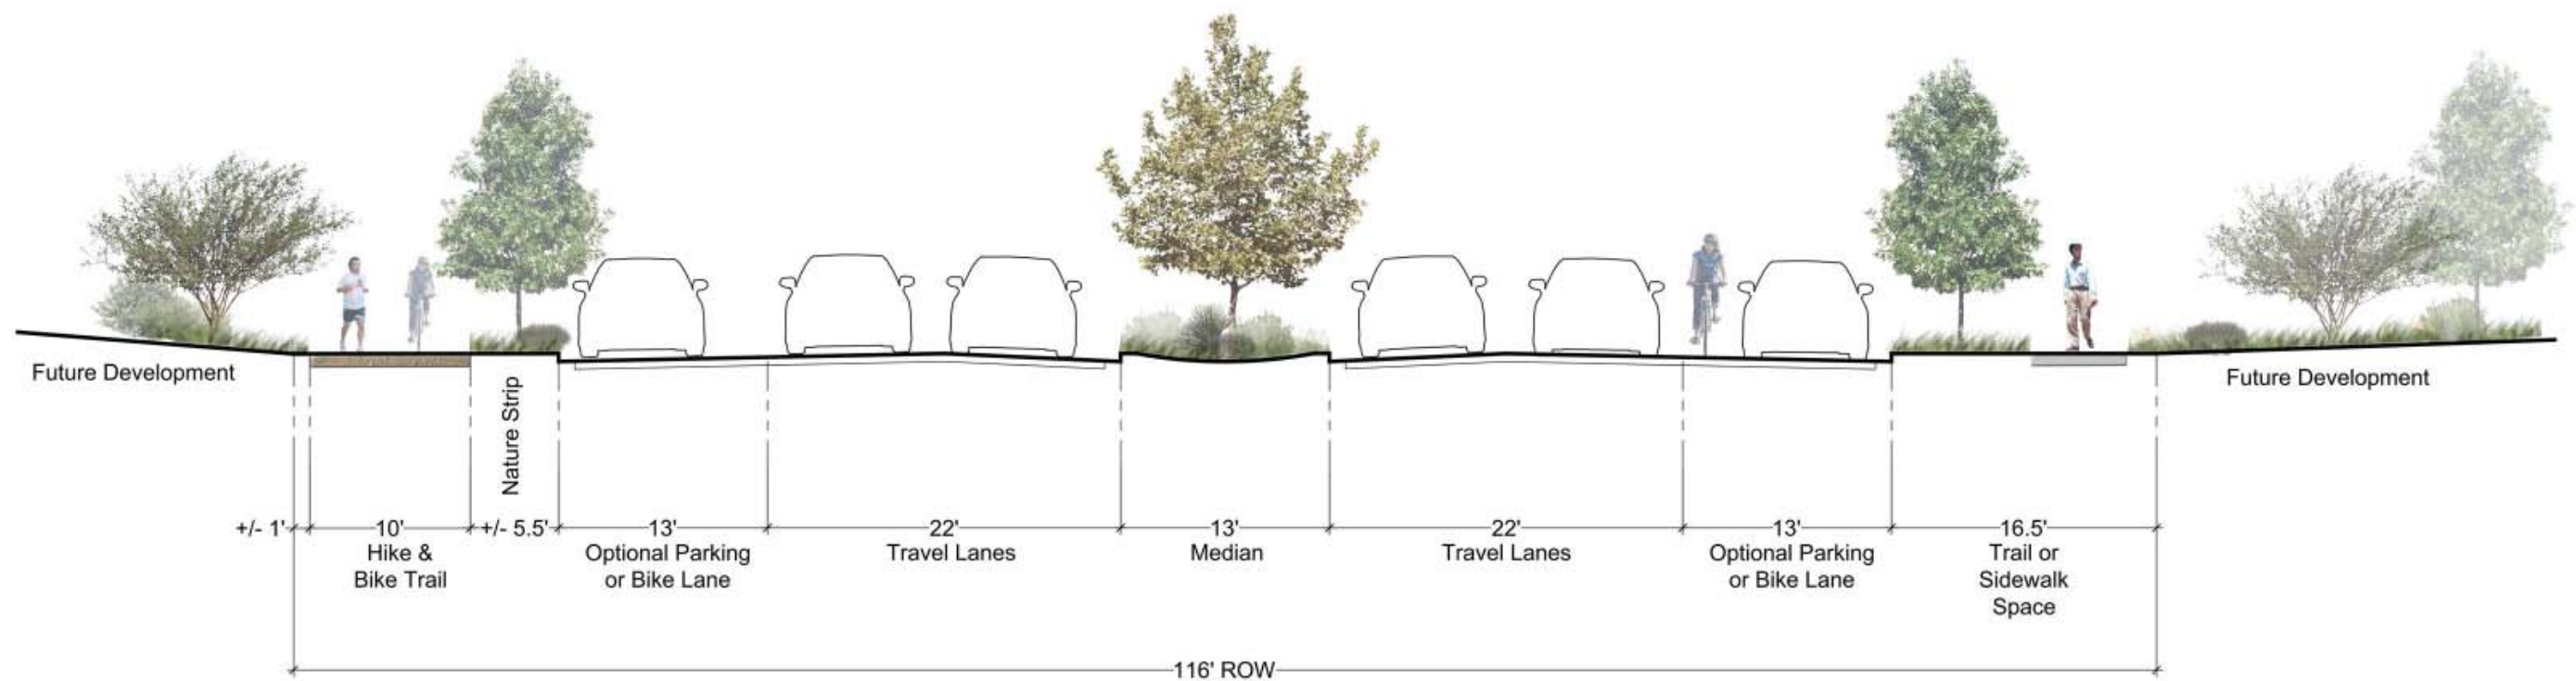 Future Development
Future Development
Nature Strip
+/- 1'
10'
+/- 5.5'
13'
22'
13'
22'
13'
16.5'
Hike &
Bike Trail
Optional Parking
or Bike Lane
Travel Lanes
Median
Travel Lanes
Optional Parking
or Bike Lane
Trail or
Sidewalk
Space
116' ROW